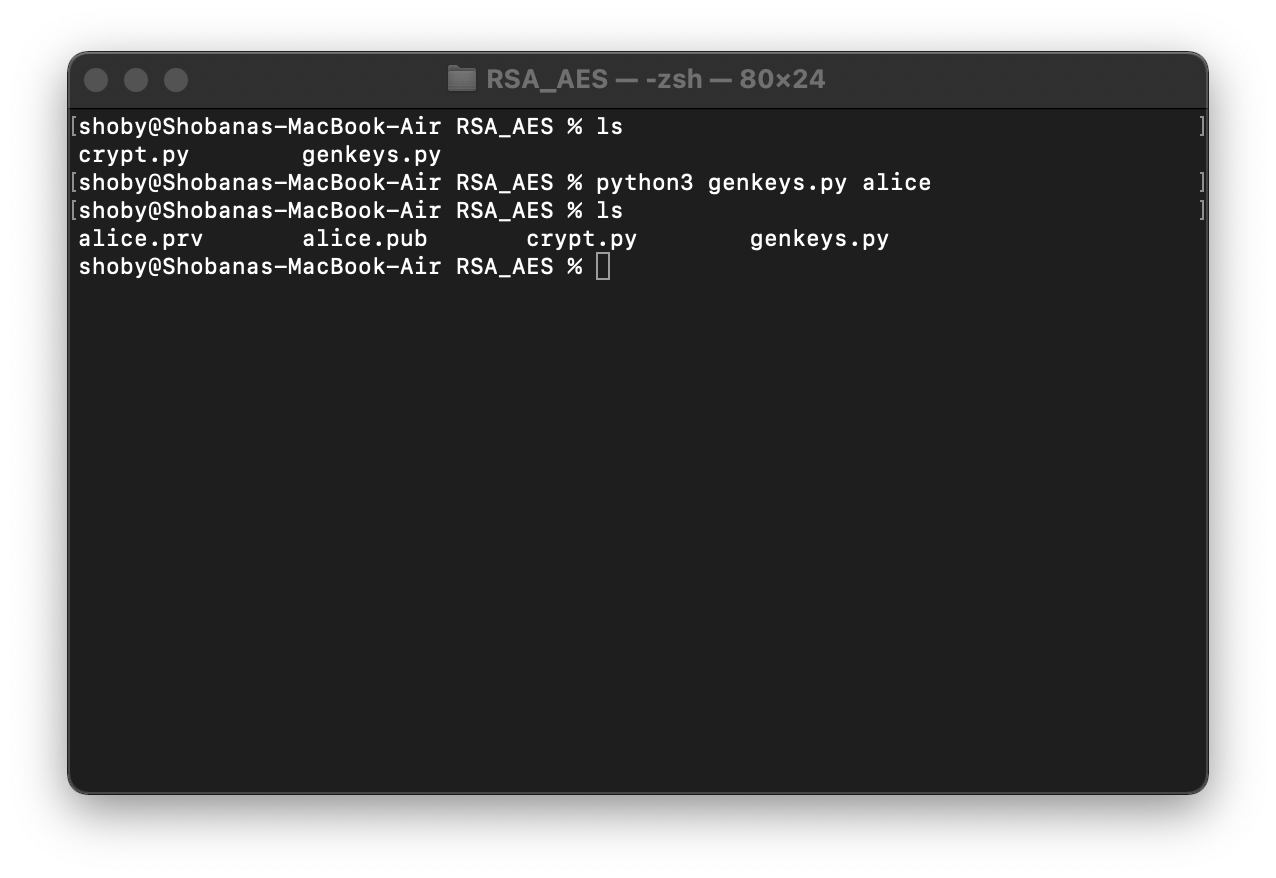 RSA_AES — -zsh — 80×24
[shoby@Shobanas-MacBook-Air RSA_AES % ls ]
crypt.py genkeys.py
[shoby@Shobanas-MacBook-Air RSA_AES % python3 genkeys.py alice ]
[shoby@Shobanas-MacBook-Air RSA_AES % ls ]
alice.prv alice.pub crypt.py genkeys.py
shoby@Shobanas-MacBook-Air RSA_AES %